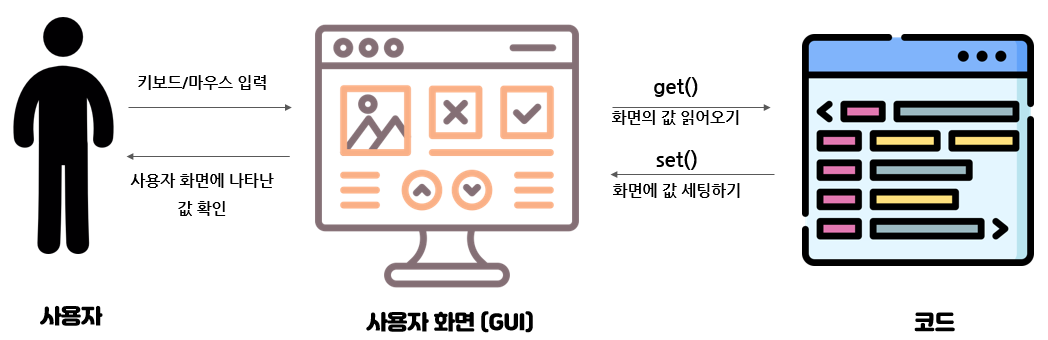 키보드/마우스 입력
사용자 화면에 나타난
값 확인
get()
화면의 값 읽어오기
set()
화면에 값 세팅하기
사용자
사용자 화면 (GUI)
코드